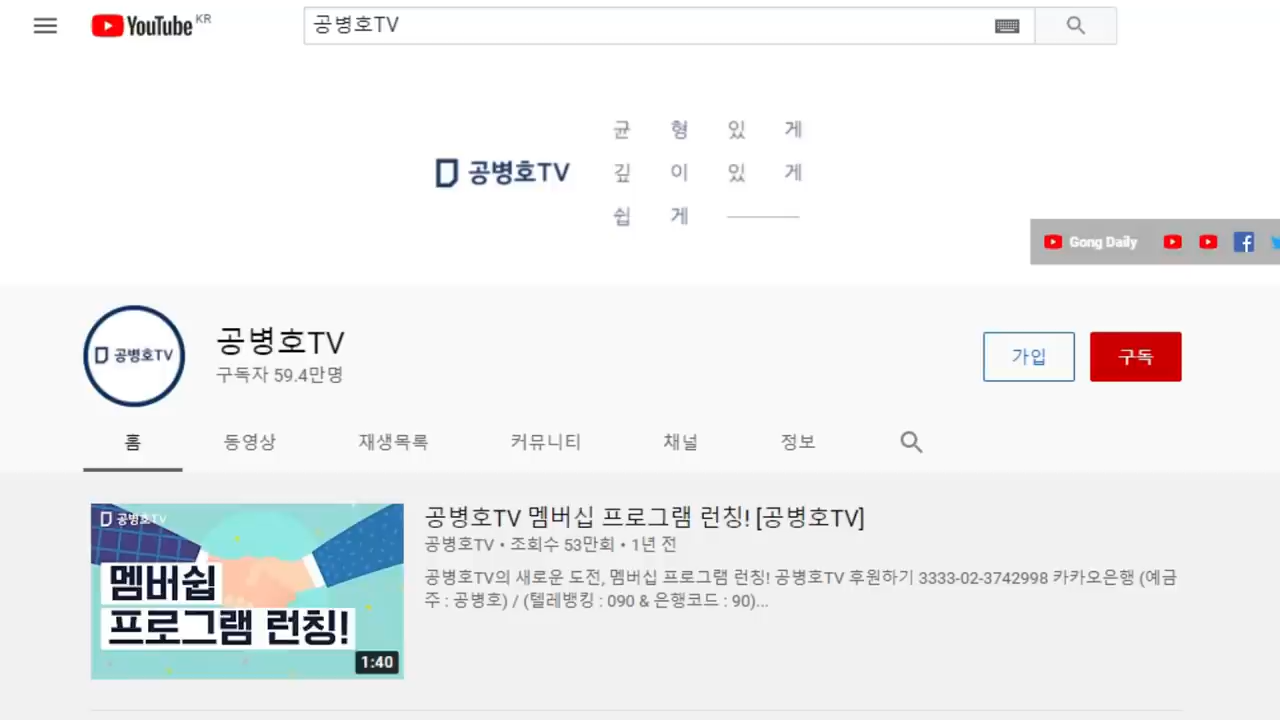 YouTube KR
공병호TV
균형있게
공병호TV
깊이있게
쉽게
Gong Daily
공병호TV
공병호TV
구독자 59.4만명
가입
구독
홈
동영상
재생목록
커뮤니티
채널
정보
공병호TV
멤버쉽
프로그램 런칭!
1:40
공병호TV 멤버십 프로그램 런칭! [공병호TV]
공병호TV • 조회수 53만회 • 1년 전
공병호TV의 새로운 도전, 멤버십 프로그램 런칭! 공병호TV 후원하기 3333-02-3742998 카카오은행 (예금
주 : 공병호) / (텔레뱅킹 : 090 & 은행코드 : 90)...